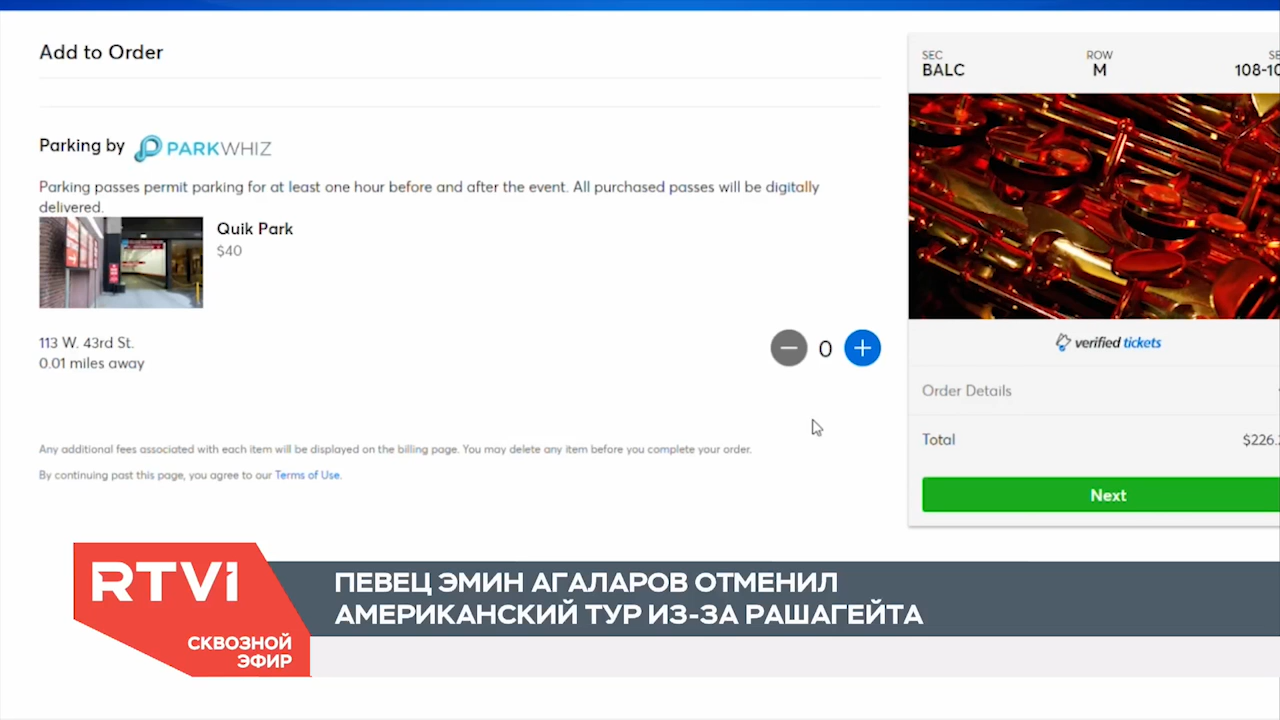 Add to Order
Parking by PARKWHIZ
Parking passes permit parking for at least one hour before and after the event. All purchased passes will be digitally
delivered.
Quik Park
$40
113 W. 43rd St.
0.01 miles away
0
Any additional fees associated with each item will be displayed on the billing page. You may delete any item before you complete your order.
By continuing past this page, you agree to our Terms of Use.
SEC ROW
BALC M 108-10
verified tickets
Order Details
Total $226.
Next
RTVi
СКВОЗНОЙ
ЭФИР
ПЕВЕЦ ЭМИН АГАЛАРОВ ОТМЕНИЛ
АМЕРИКАНСКИЙ ТУР ИЗ-ЗА РАШАГЕЙТА